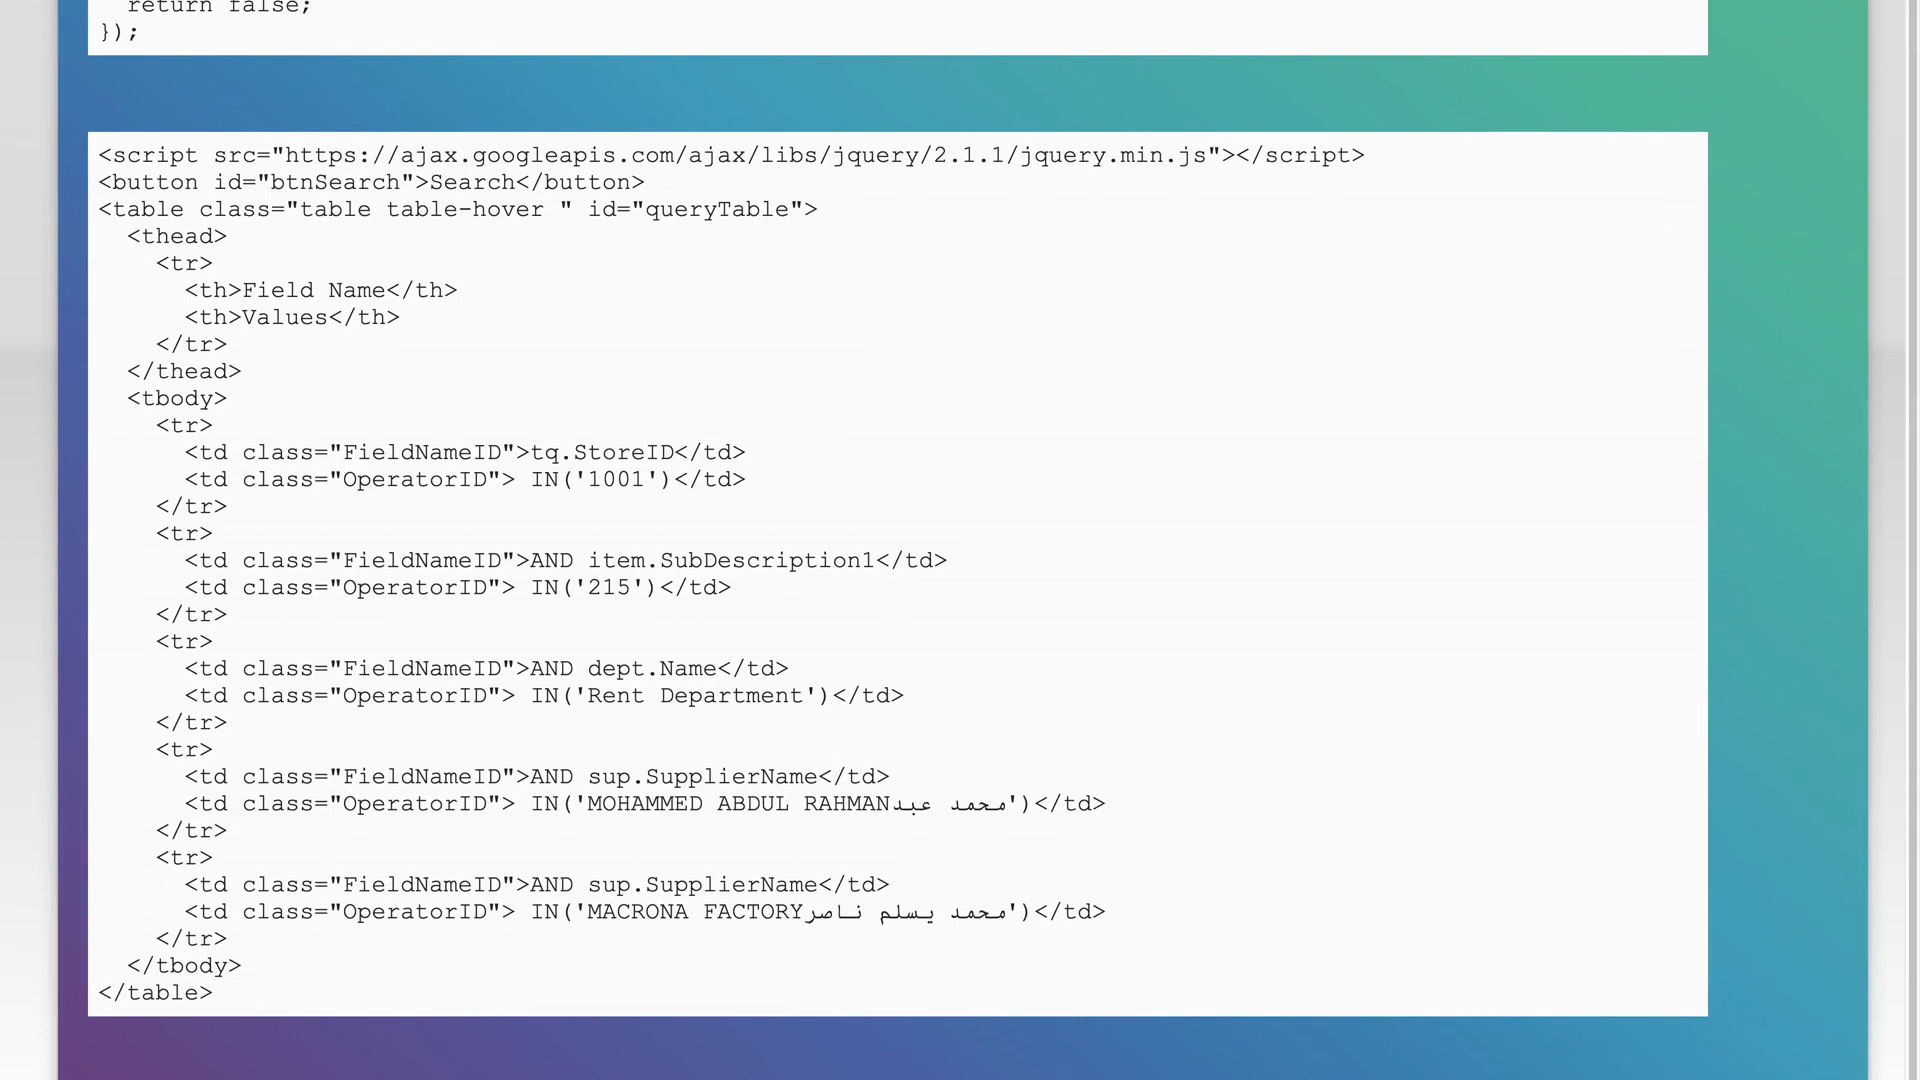 return false;
});
<script src="https://ajax.googleapis.com/ajax/libs/jquery/2.1.1/jquery.min.js"></script>
<button id="btnSearch">Search</button>
<table class="table table-hover " id="queryTable">
<thead>
<tr>
<th>Field Name</th>
<th>Values</th>
</tr>
</thead>
<tbody>
<tr>
<td class="FieldNameID">tq.StoreID</td>
<td class="OperatorID"> IN('1001')</td>
</tr>
<tr>
<td class="FieldNameID">AND item.SubDescription1</td>
<td class="OperatorID"> IN('215')</td>
</tr>
<tr>
<td class="FieldNameID">AND dept.Name</td>
<td class="OperatorID"> IN('Rent Department')</td>
</tr>
<tr>
<td class="FieldNameID">AND sup.SupplierName</td>
<td class="OperatorID"> IN('MOHAMMED ABDUL RAHMANمحمد عبد')</td>
</tr>
<tr>
<td class="FieldNameID">AND sup.SupplierName</td>
<td class="OperatorID"> IN('MACRONA FACTORYمحمد يسلم ناصر')</td>
</tr>
</tbody>
</table>